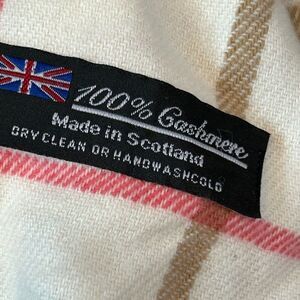 100% Cashmere
Made in Scotland
DRY CLEAN OR HANDWASHCOLD